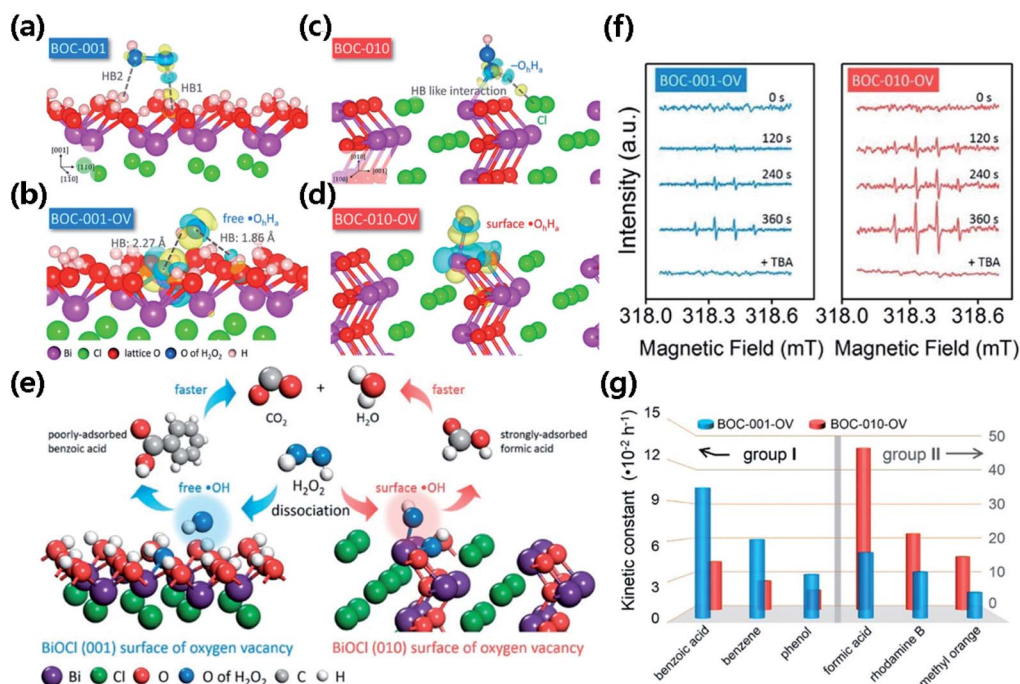 (a)
BOC-001
HB2
HB1
[001]
[110]
[110]
(b)
BOC-001-OV
free •OhHa
HB: 2.27 Å
HB: 1.86 Å
Bi Cl lattice O O of H2O2 H
(c)
BOC-010
–OhHa
HB like interaction
Cl
[010]
[001]
[100]
(d)
BOC-010-OV
surface •OhHa
(e)
faster
CO2
+
H2O
faster
poorly-adsorbed
benzoic acid
strongly-adsorbed
formic acid
free •OH
H2O2
dissociation
surface •OH
BiOCl (001) surface of oxygen vacancy
BiOCl (010) surface of oxygen vacancy
Bi Cl O O of H2O2 C H
(f)
Intensity (a.u.)
BOC-001-OV
0 s
120 s
240 s
360 s
+ TBA
BOC-010-OV
0 s
120 s
240 s
360 s
+ TBA
318.0 318.3 318.6
318.0 318.3 318.6
Magnetic Field (mT)
Magnetic Field (mT)
(g)
BOC-001-OV
BOC-010-OV
group I
group II
Kinetic constant (•10-2 h-1)
15
12
9
6
3
0
50
40
30
20
10
0
benzoic acid
benzene
phenol
formic acid
rhodamine B
methyl orange